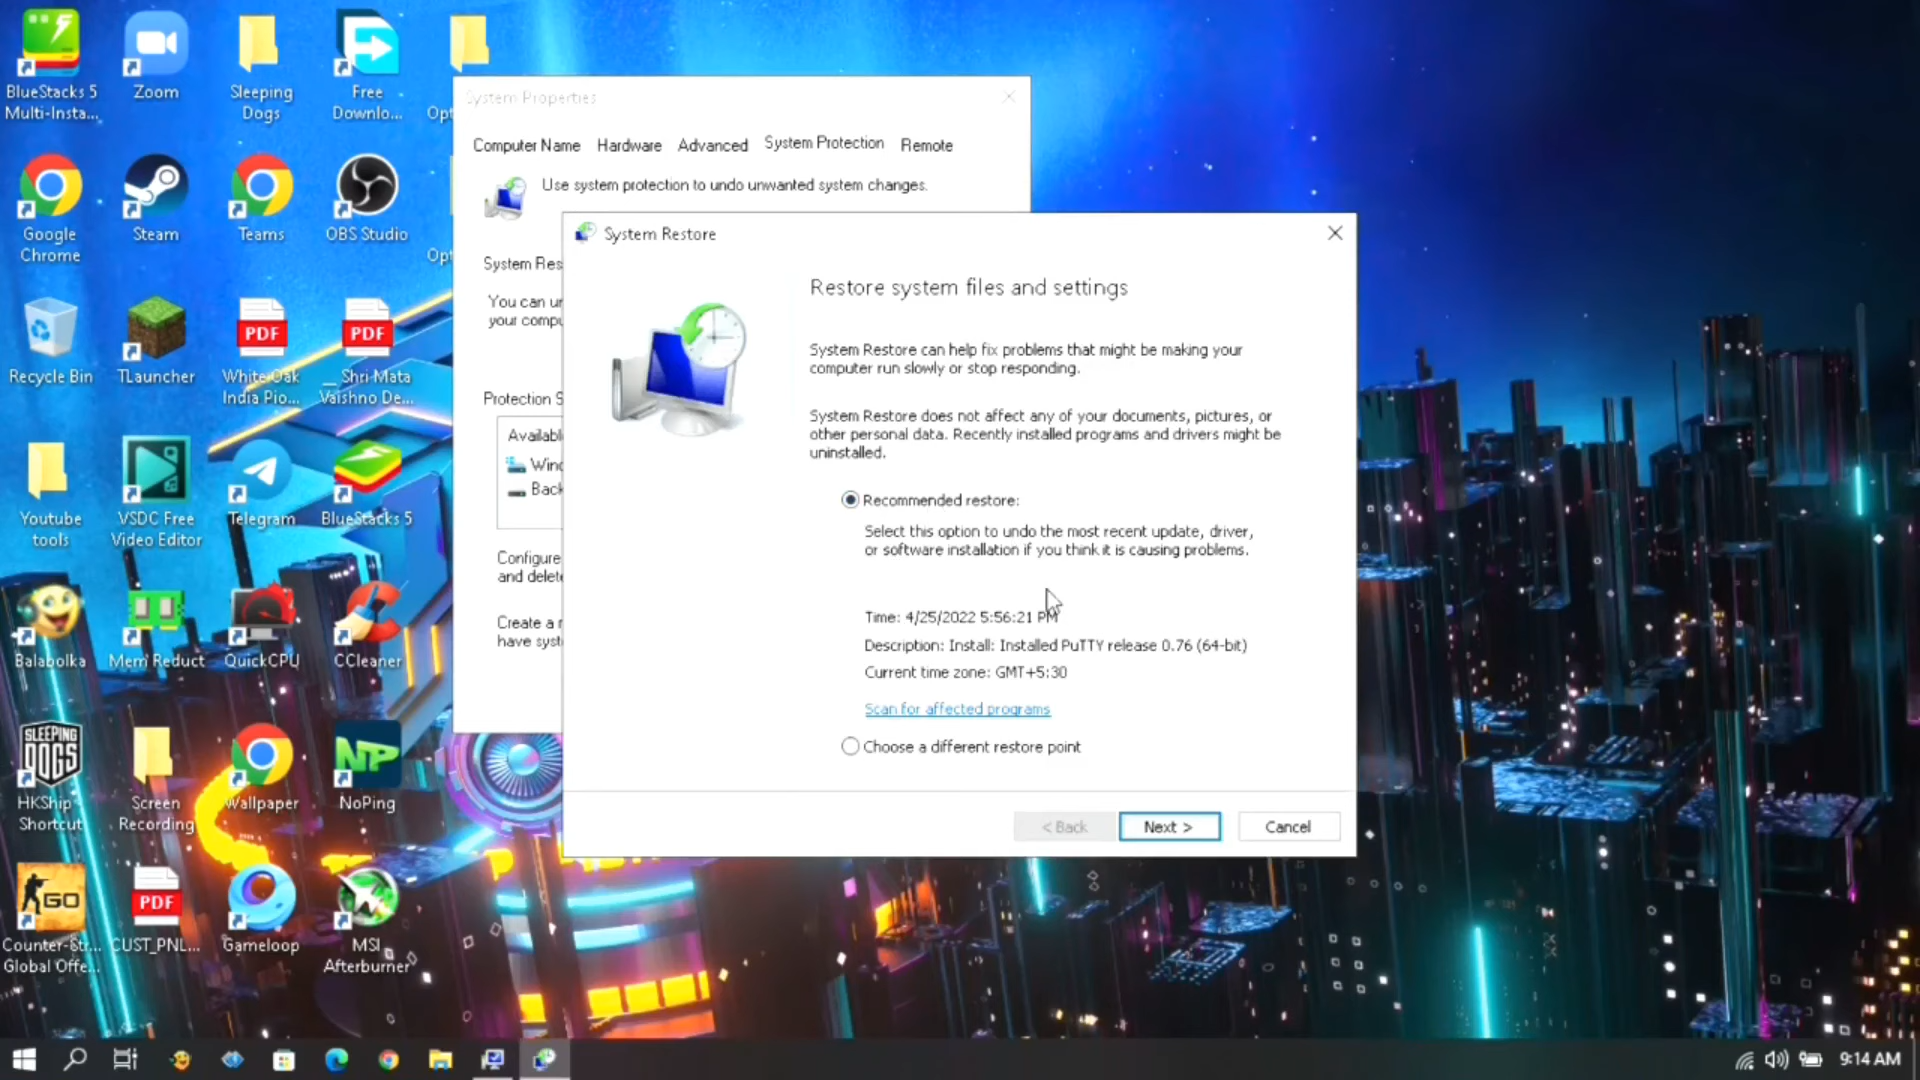 BlueStacks 5
Multi-Insta...
Zoom
Sleeping
Dogs
Free
Downlo...
Google
Chrome
Steam
Teams
OBS Studio
Recycle Bin
TLauncher
PDF
White Oak
India Pio...
PDF
__ Shri Mata
Vaishno De...
Youtube
tools
VSDC Free
Video Editor
Telegram
BlueStacks 5
Balabolka
Mem Reduct
QuickCPU
CCleaner
SLEEPING
DOGS
HKShip -
Shortcut
Screen
Recording
Wallpaper
NP
NoPing
GO
Counter-Str...
Global Offe...
PDF
CUST_PNL...
Gameloop
MSI
Afterburner
System Properties
Computer Name
Hardware
Advanced
System Protection
Remote
Use system protection to undo unwanted system changes.
System Res
You can un
your compu
Protection S
Availabl
Wind
Back
Configure
and delete
Create a r
have syst
System Restore
Restore system files and settings
System Restore can help fix problems that might be making your
computer run slowly or stop responding.
System Restore does not affect any of your documents, pictures, or
other personal data. Recently installed programs and drivers might be
uninstalled.
Recommended restore:
Select this option to undo the most recent update, driver,
or software installation if you think it is causing problems.
Time: 4/25/2022 5:56:21 PM
Description: Install: Installed PuTTY release 0.76 (64-bit)
Current time zone: GMT+5:30
Scan for affected programs
Choose a different restore point
< Back
Next >
Cancel
9:14 AM